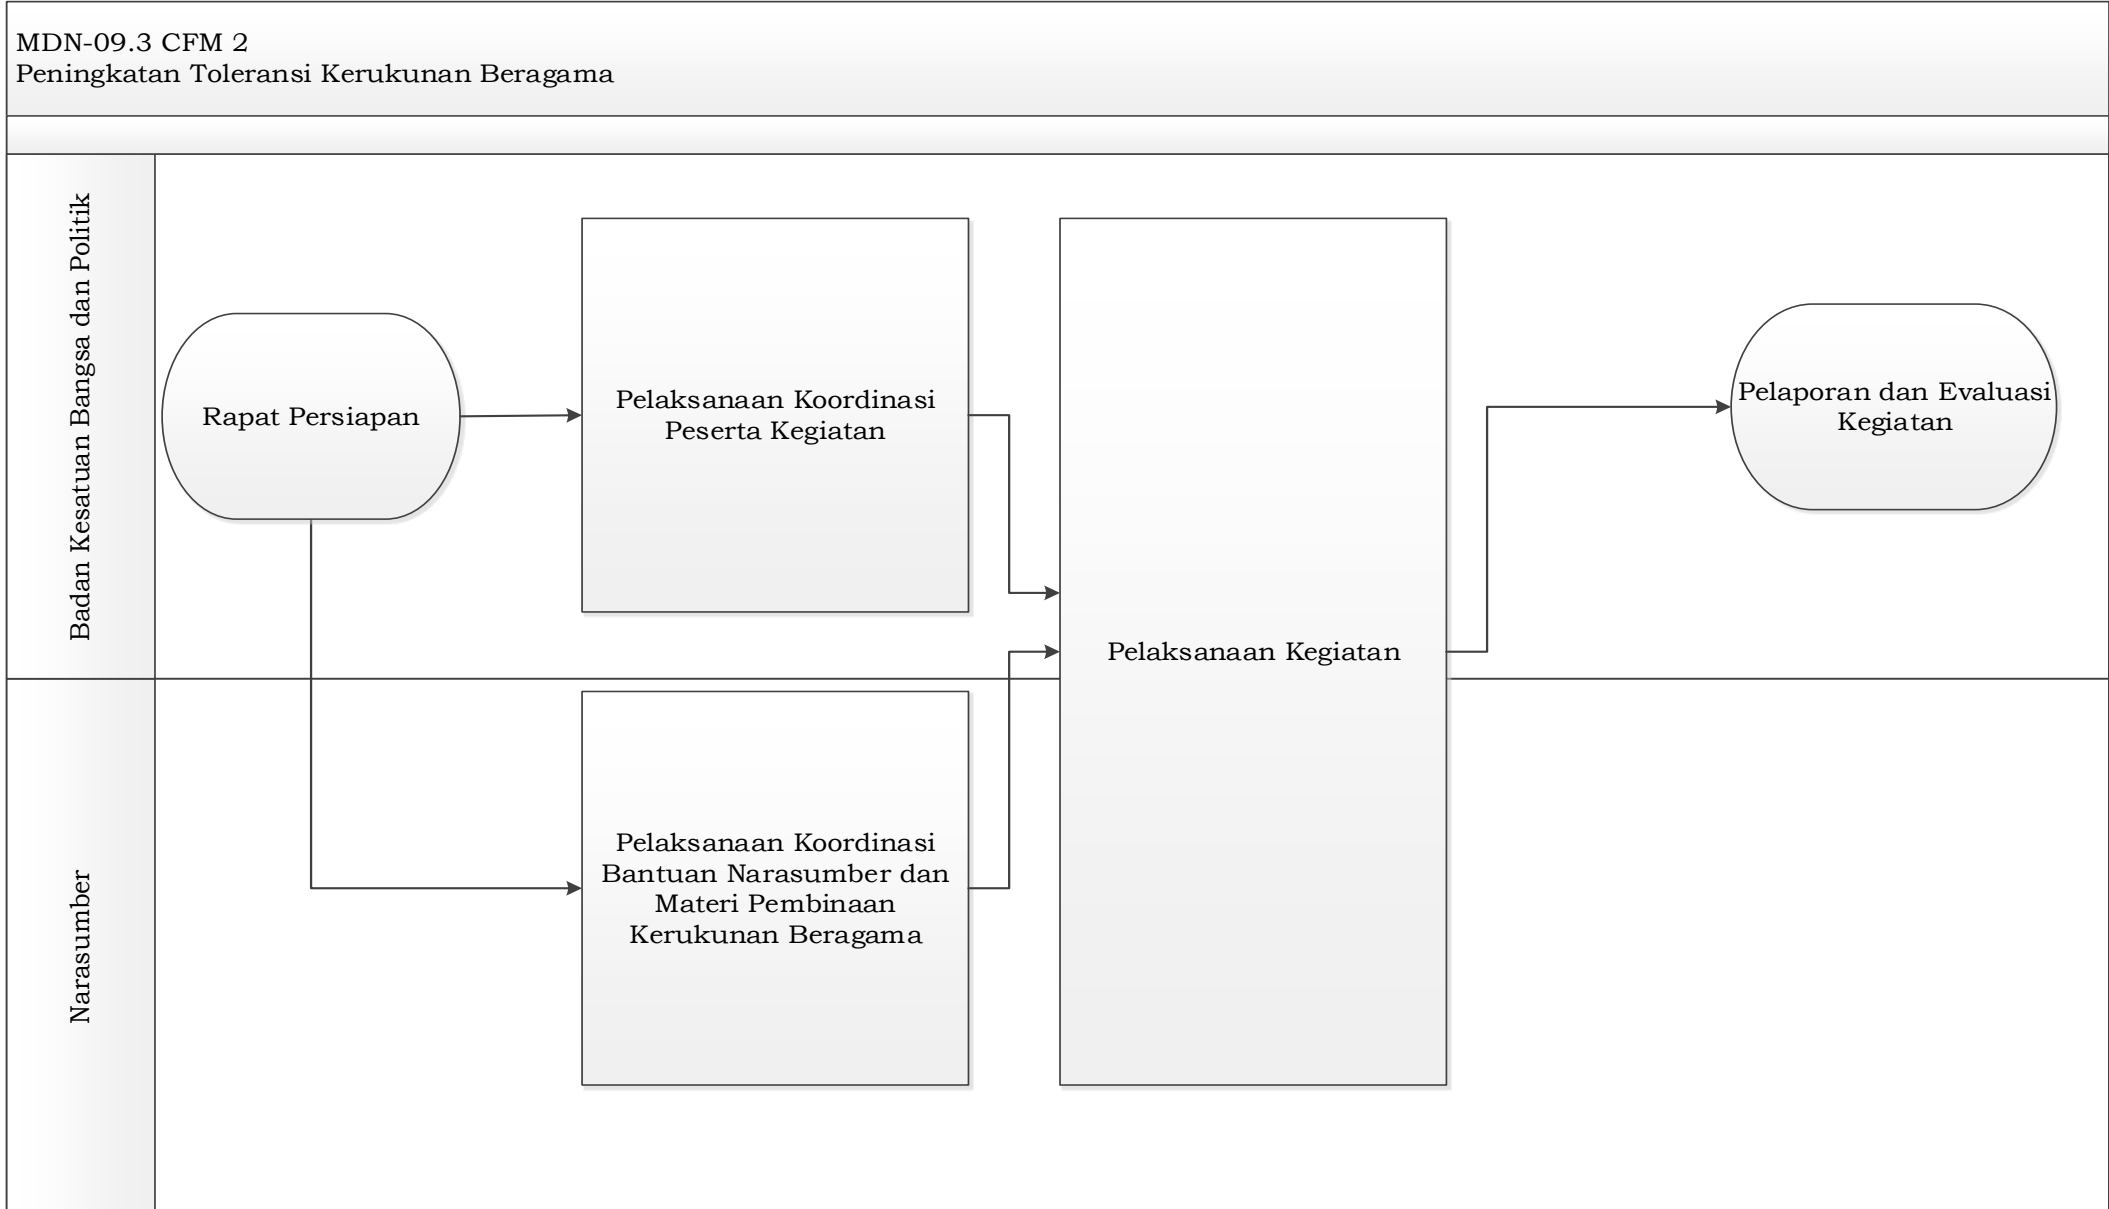 MDN-09.3 CFM 2
Peningkatan Toleransi Kerukunan Beragama
Badan Kesatuan Bangsa dan Politik
Rapat Persiapan
Pelaksanaan Koordinasi
Peserta Kegiatan
Pelaksanaan Kegiatan
Pelaporan dan Evaluasi
Kegiatan
Narasumber
Pelaksanaan Koordinasi
Bantuan Narasumber dan
Materi Pembinaan
Kerukunan Beragama